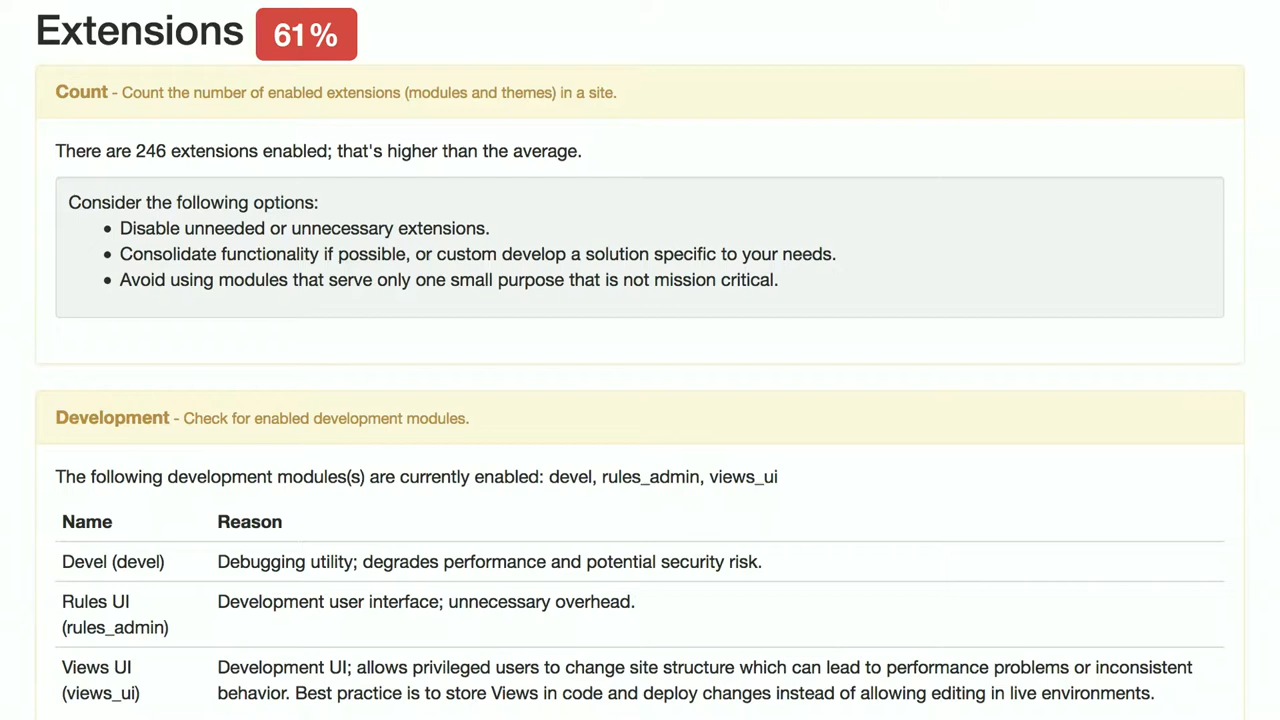 Extensions 61%
Count - Count the number of enabled extensions (modules and themes) in a site.
There are 246 extensions enabled; that's higher than the average.
Consider the following options:
• Disable unneeded or unnecessary extensions.
• Consolidate functionality if possible, or custom develop a solution specific to your needs.
• Avoid using modules that serve only one small purpose that is not mission critical.
Development - Check for enabled development modules.
The following development modules(s) are currently enabled: devel, rules_admin, views_ui
Name Reason
Devel (devel) Debugging utility; degrades performance and potential security risk.
Rules UI Development user interface; unnecessary overhead.
(rules_admin)
Views UI Development UI; allows privileged users to change site structure which can lead to performance problems or inconsistent
(views_ui) behavior. Best practice is to store Views in code and deploy changes instead of allowing editing in live environments.